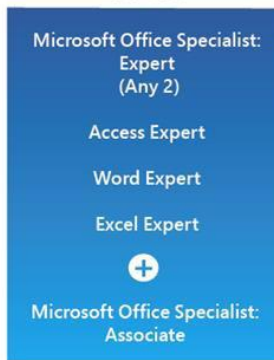 Microsoft Office Specialist:
Expert
(Any 2)
Access Expert
Word Expert
Excel Expert
+
Microsoft Office Specialist:
Associate